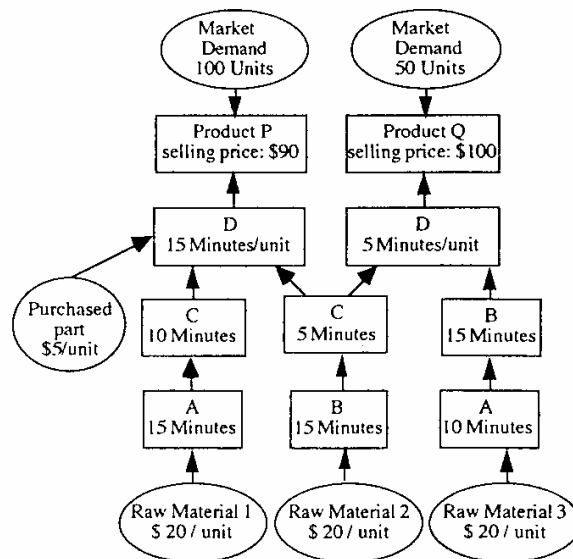 Market
Demand
100 Units
Market
Demand
50 Units
Product P
selling price: $90
Product Q
selling price: $100
D
15 Minutes/unit
D
5 Minutes/unit
Purchased
part
$5/unit
C
10 Minutes
C
5 Minutes
B
15 Minutes
A
15 Minutes
B
15 Minutes
A
10 Minutes
Raw Material 1
$ 20 / unit
Raw Material 2
$ 20 / unit
Raw Material 3
$ 20 / unit